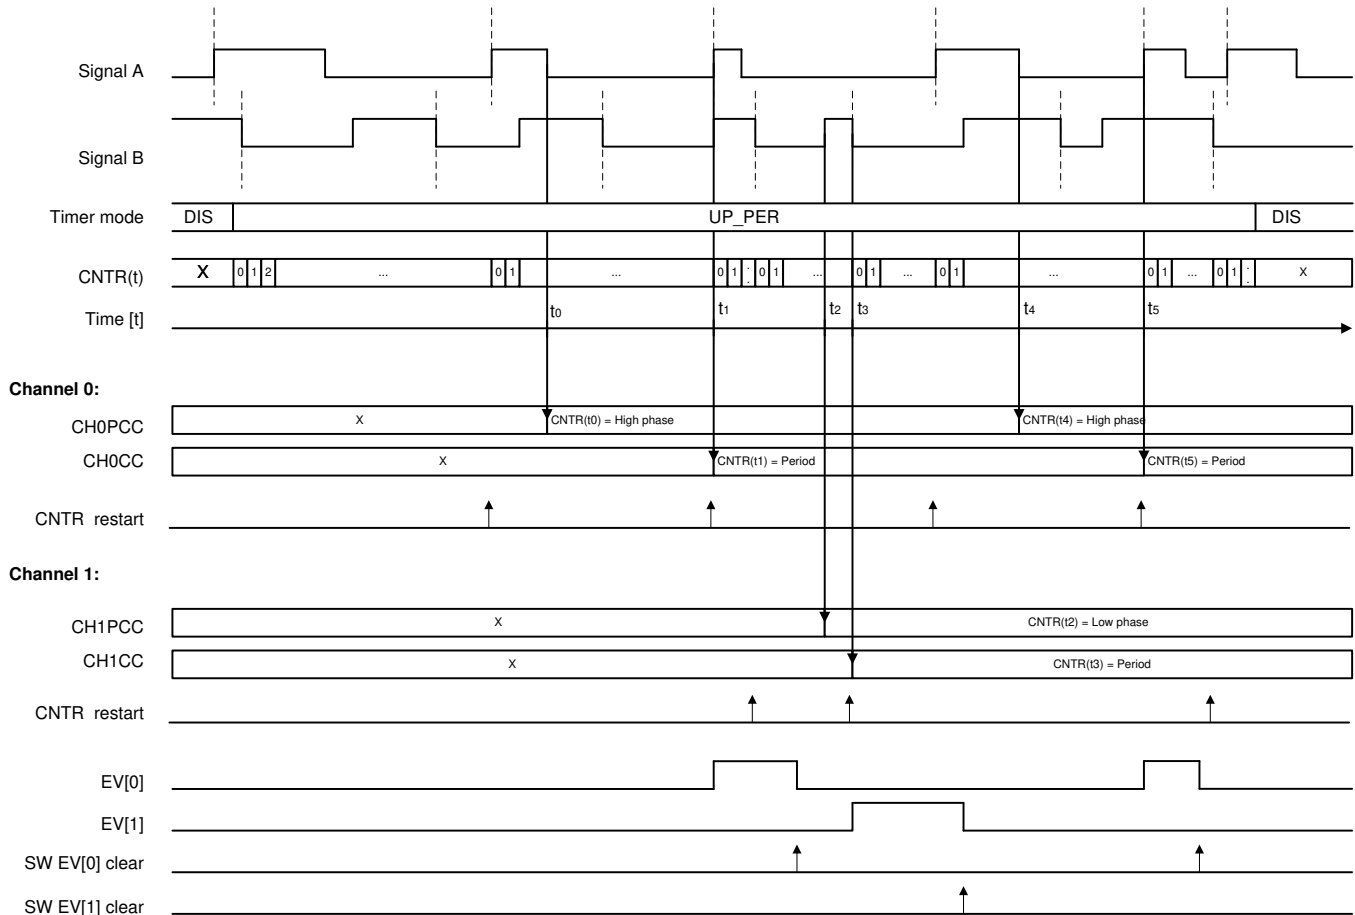 Signal A
Signal B
Timer mode DIS UP_PER DIS
CNTR(t) X 0 1 2 ... 0 1 ... 0 1 : 0 1 ... 0 1 ... 0 1 ... 0 1 ... 0 1 : X
Time [t] t0 t1 t2 t3 t4 t5
Channel 0:
CH0PCC X CNTR(t0) = High phase CNTR(t4) = High phase
CH0CC X CNTR(t1) = Period CNTR(t5) = Period
CNTR restart
Channel 1:
CH1PCC X CNTR(t2) = Low phase
CH1CC X CNTR(t3) = Period
CNTR restart
EV[0]
EV[1]
SW EV[0] clear
SW EV[1] clear